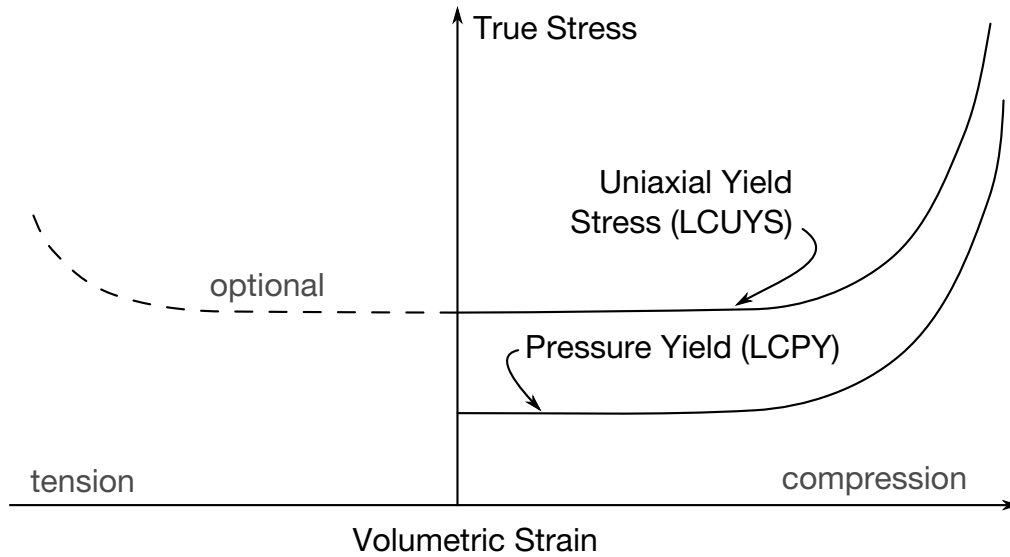 True Stress
Uniaxial Yield
Stress (LCUYS)
optional
Pressure Yield (LCPY)
tension
compression
Volumetric Strain